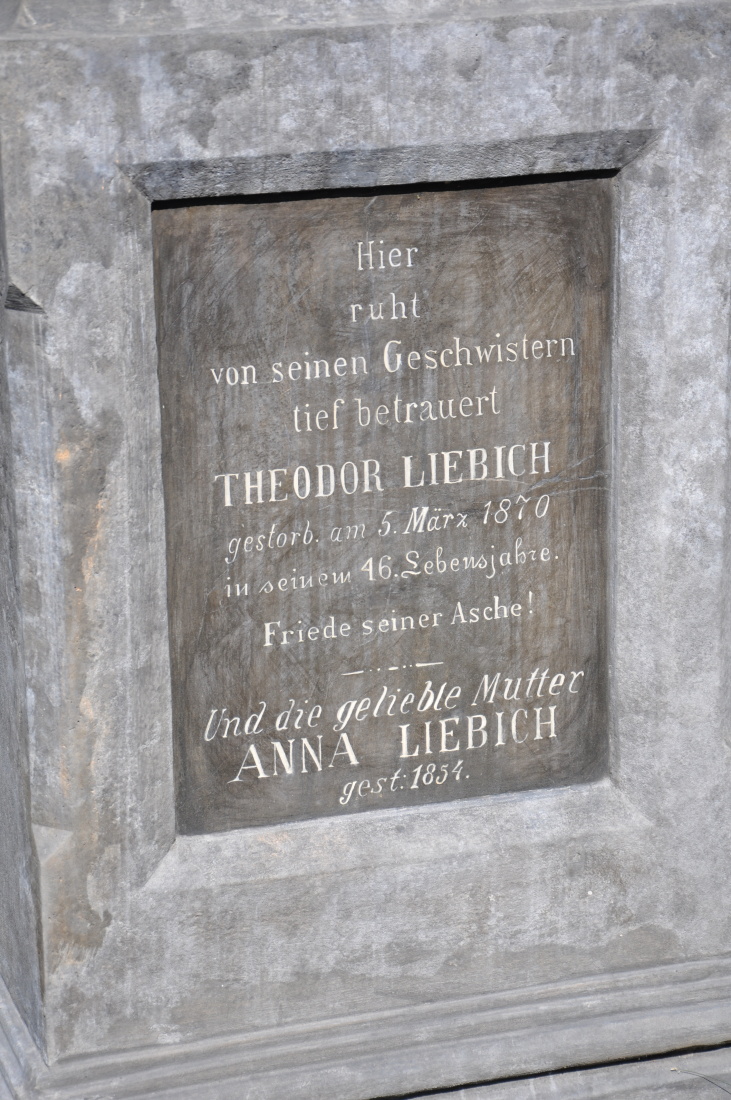 Hier
ruht
von seinen Geschwistern
tief betrauert
THEODOR LIEBICH
gestorb. am 5. März 1870
in seinem 46. Lebensjahre.
Friede seiner Asche!
Und die geliebte Mutter
ANNA LIEBICH
gest: 1854.